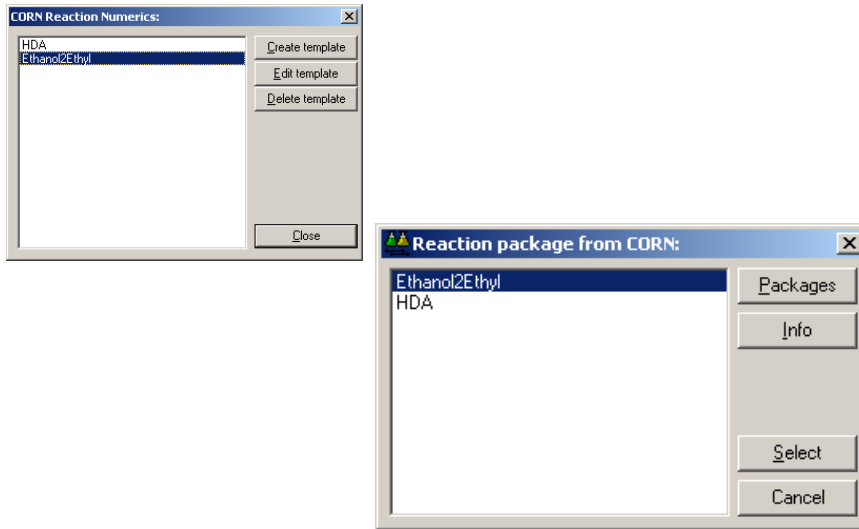 CORN Reaction Numerics:
HDA
Ethanol2Ethyl
Create template
Edit template
Delete template
Close
Reaction package from CORN:
Ethanol2Ethyl
HDA
Packages
Info
Select
Cancel